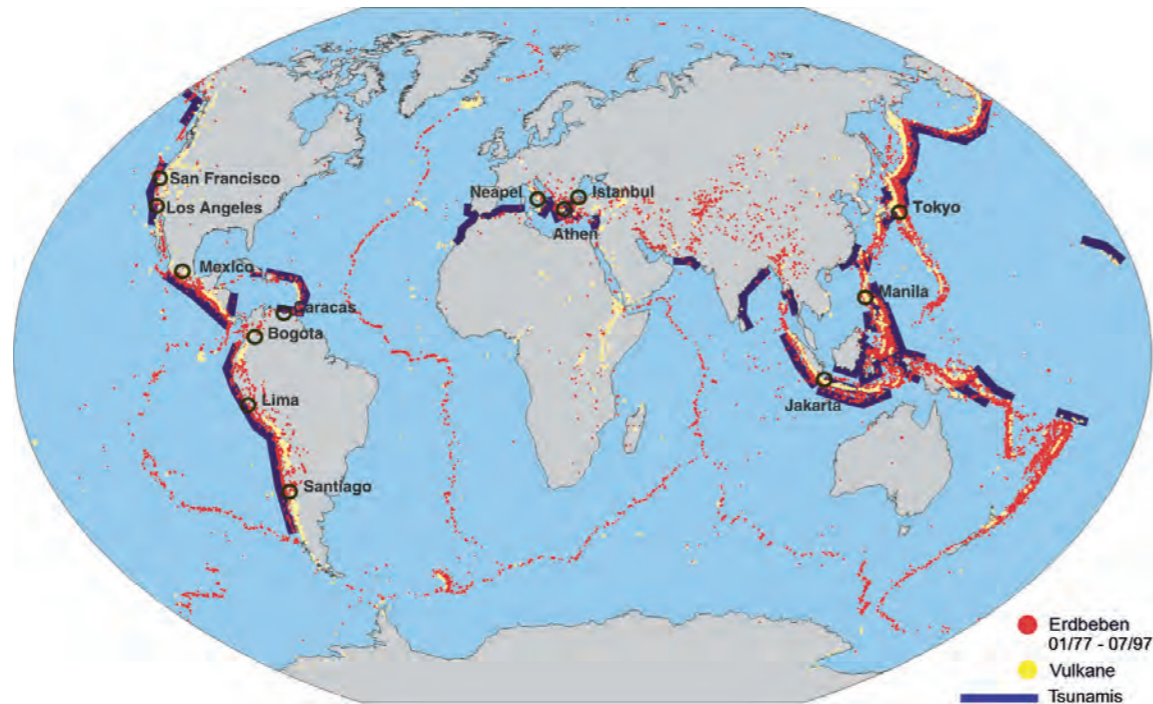 San Francisco
Los Angeles
Mexico
Caracas
Bogota
Lima
Santiago
Neapel
Istanbul
Athen
Tokyo
Manila
Jakarta
Erdbeben
01/77 - 07/97
Vulkane
Tsunamis